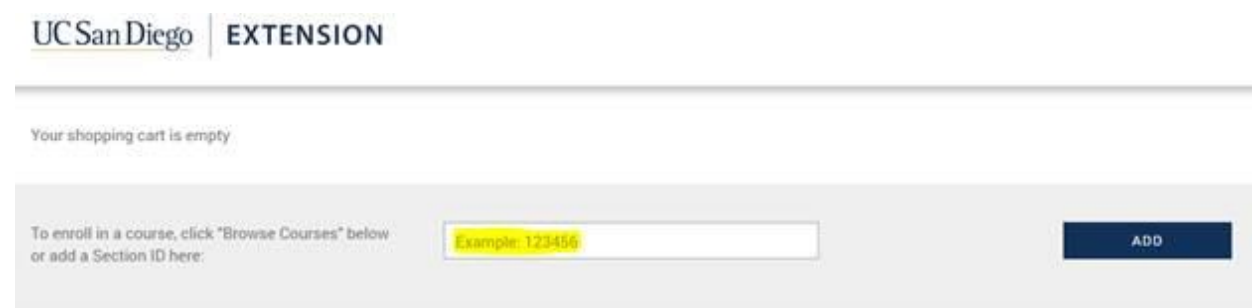 UC San Diego EXTENSION
Your shopping cart is empty
To enroll in a course, click "Browse Courses" below
or add a Section ID here:
Example: 123456
ADD